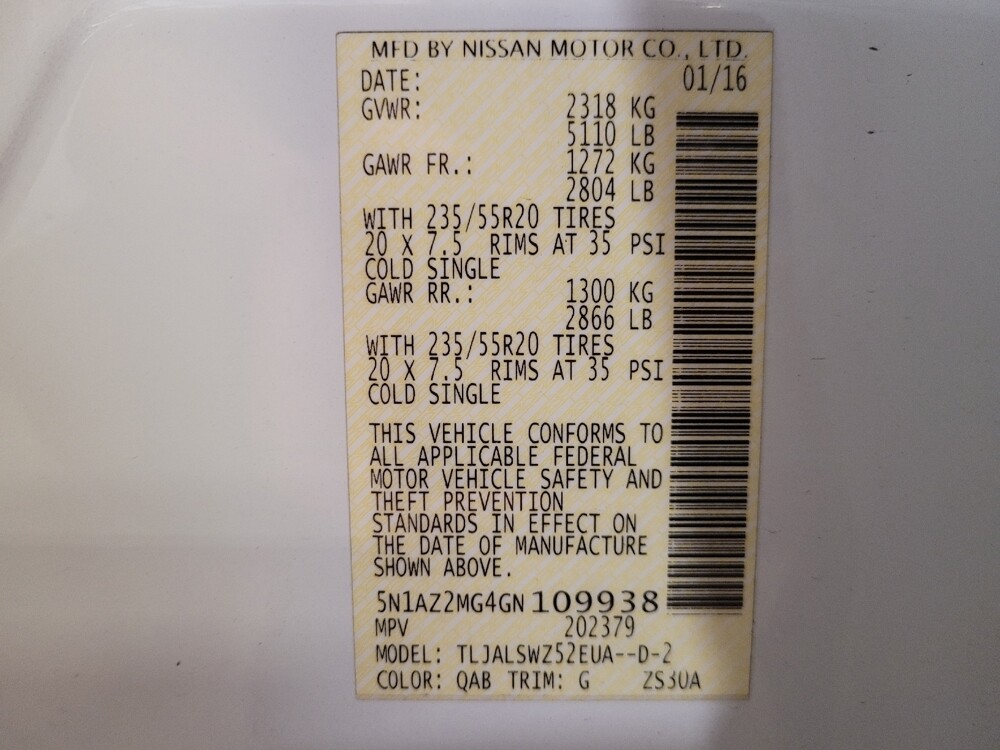 MFD BY NISSAN MOTOR CO., LTD.
DATE: 01/16
GVWR: 2318 KG
5110 LB
GAWR FR.: 1272 KG
2804 LB
WITH 235/55R20 TIRES
20 X 7.5 RIMS AT 35 PSI
COLD SINGLE
GAWR RR.: 1300 KG
2866 LB
WITH 235/55R20 TIRES
20 X 7.5 RIMS AT 35 PSI
COLD SINGLE
THIS VEHICLE CONFORMS TO
ALL APPLICABLE FEDERAL
MOTOR VEHICLE SAFETY AND
THEFT PREVENTION
STANDARDS IN EFFECT ON
THE DATE OF MANUFACTURE
SHOWN ABOVE.
5N1AZ2MG4GN 109938
MPV 202379
MODEL: TLJALSWZ52EUA--D-2
COLOR: QAB TRIM: G ZS30A